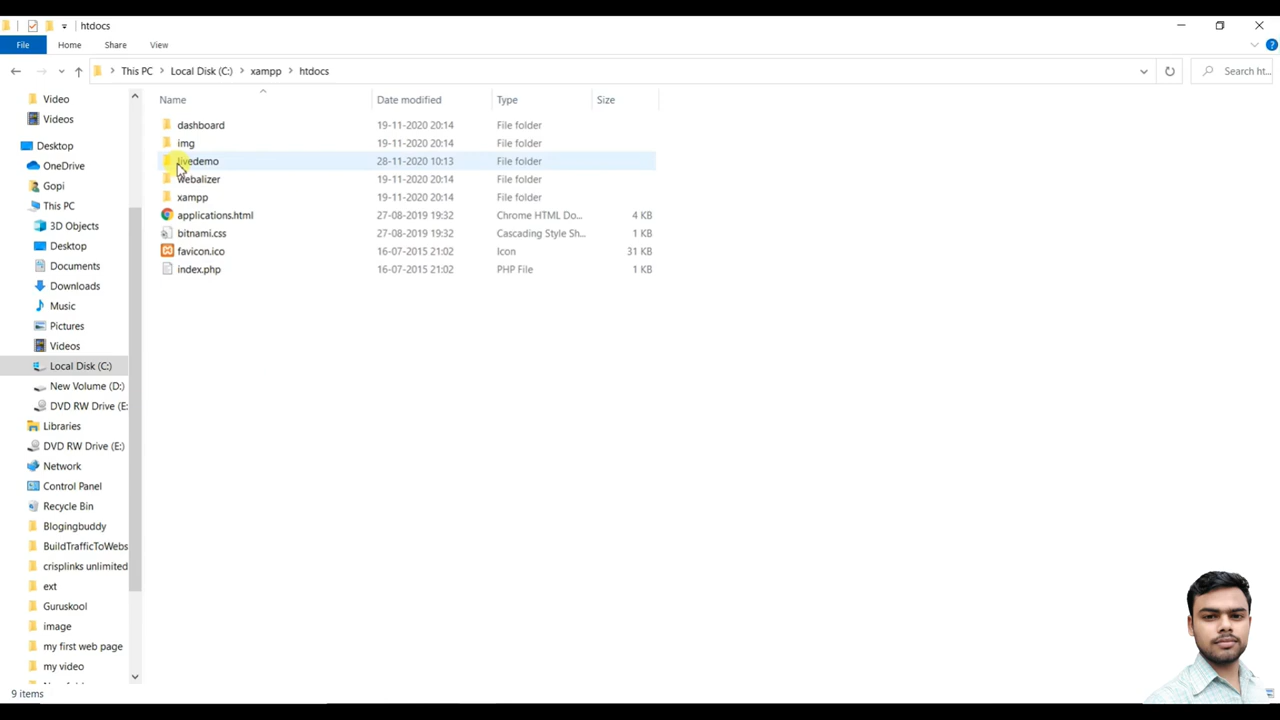 htdocs
File Home Share View
This PC Local Disk (C:) xampp htdocs Search ht...
Name Date modified Type Size
dashboard 19-11-2020 20:14 File folder
img 19-11-2020 20:14 File folder
livedemo 28-11-2020 10:13 File folder
webalizer 19-11-2020 20:14 File folder
xampp 19-11-2020 20:14 File folder
applications.html 27-08-2019 19:32 Chrome HTML Do... 4 KB
bitnami.css 27-08-2019 19:32 Cascading Style Sh... 1 KB
favicon.ico 16-07-2015 21:02 Icon 31 KB
index.php 16-07-2015 21:02 PHP File 1 KB
Video
Videos
Desktop
OneDrive
Gopi
This PC
3D Objects
Desktop
Documents
Downloads
Music
Pictures
Videos
Local Disk (C:)
New Volume (D:)
DVD RW Drive (E:
Libraries
DVD RW Drive (E:)
Network
Control Panel
Recycle Bin
Blogingbuddy
BuildTrafficToWebs
crisplinks unlimited
ext
Guruskool
image
my first web page
my video
9 items